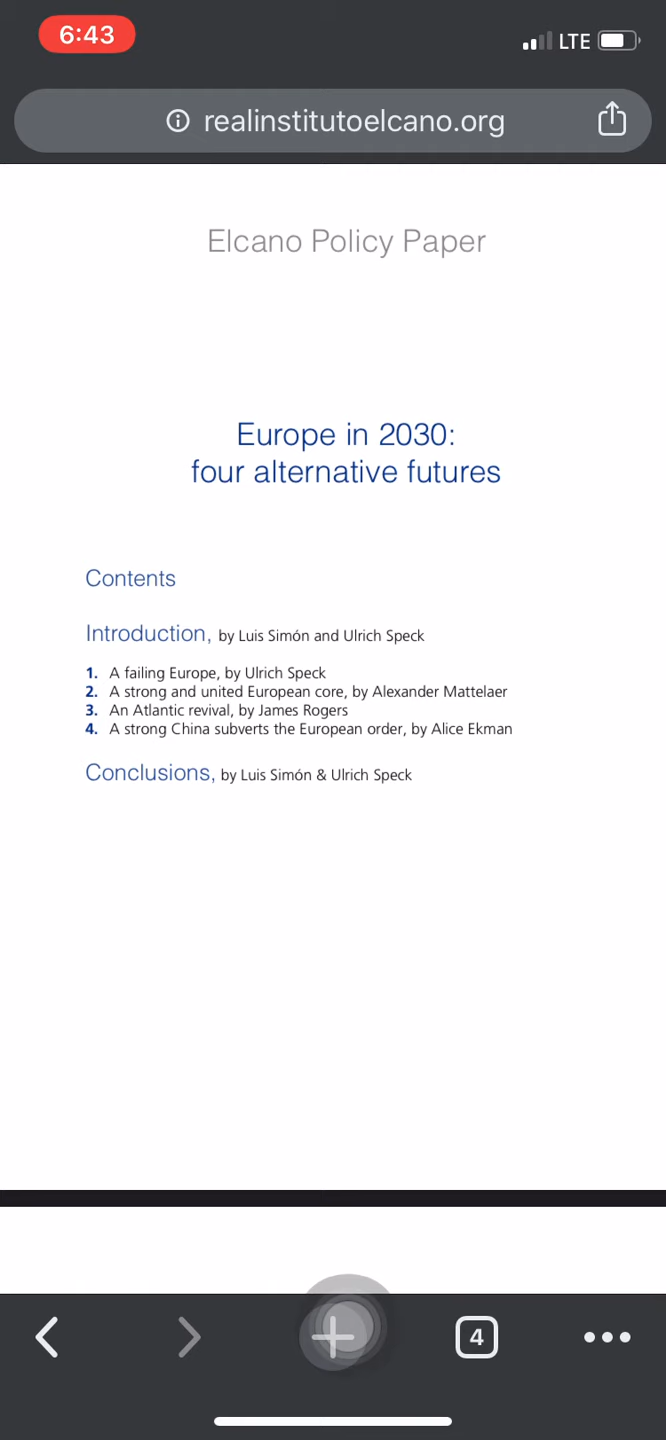 6:43
LTE
realinstitutoelcano.org
Elcano Policy Paper
Europe in 2030:
four alternative futures
Contents
Introduction, by Luis Simón and Ulrich Speck
1. A failing Europe, by Ulrich Speck
2. A strong and united European core, by Alexander Mattelaer
3. An Atlantic revival, by James Rogers
4. A strong China subverts the European order, by Alice Ekman
Conclusions, by Luis Simón & Ulrich Speck
4